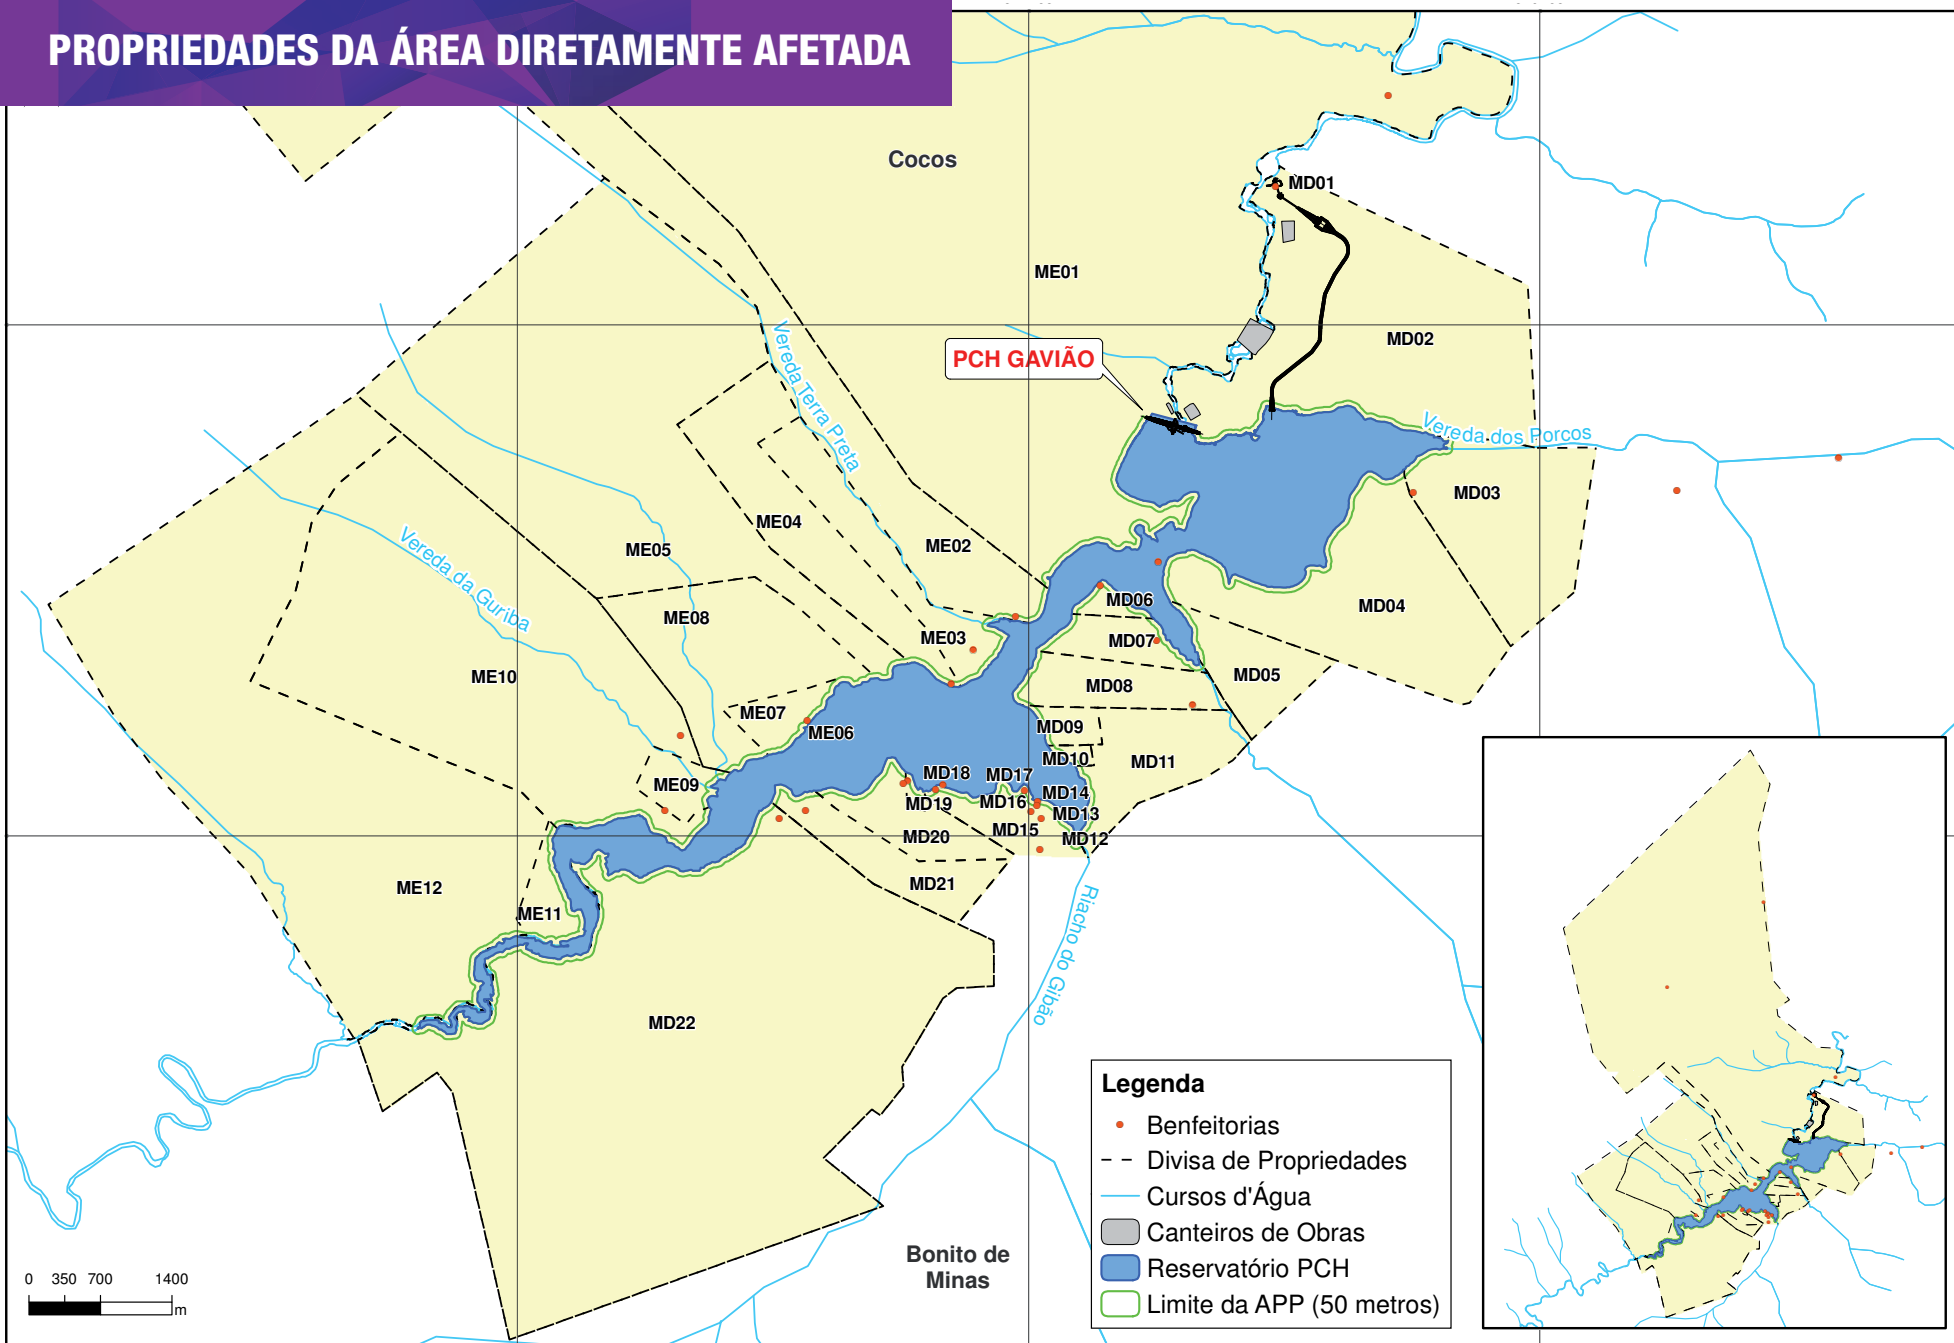 PROPRIEDADES DA ÁREA DIRETAMENTE AFETADA
Cocos
MD01
ME01
MD02
PCH GAVIÃO
Vereda Terra Preta
Vereda dos Porcos
MD03
ME04
ME02
ME05
Vereda da Guriba
MD06
MD04
ME08
ME03
MD07
MD05
ME10
MD08
ME07
ME06
MD09
MD10
MD11
ME09
MD18
MD17
MD19
MD16
MD14
MD13
MD20
MD15
MD12
MD21
ME12
ME11
Riacho do Gibão
MD22
Bonito de
Minas
Legenda
Benfeitorias
Divisa de Propriedades
Cursos d'Água
Canteiros de Obras
Reservatório PCH
Limite da APP (50 metros)
0 350 700 1400
m